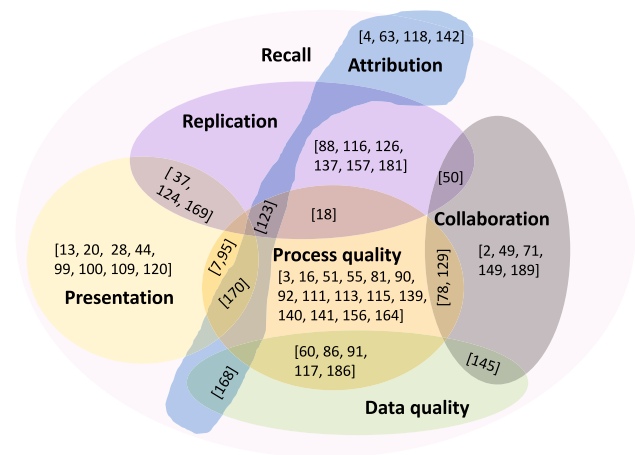 [4, 63, 118, 142]
Recall
Attribution
Replication
[88, 116, 126,
137, 157, 181]
[ 37,
124, 169]
[50]
[123]
[18]
Collaboration
[13, 20, 28, 44,
99, 100, 109, 120]
Presentation
[7,95]
[170]
Process quality
[3, 16, 51, 55, 81, 90,
92, 111, 113, 115, 139,
140, 141, 156, 164]
[78, 129]
[2, 49, 71,
149, 189]
[60, 86, 91,
117, 186]
[145]
[168]
Data quality